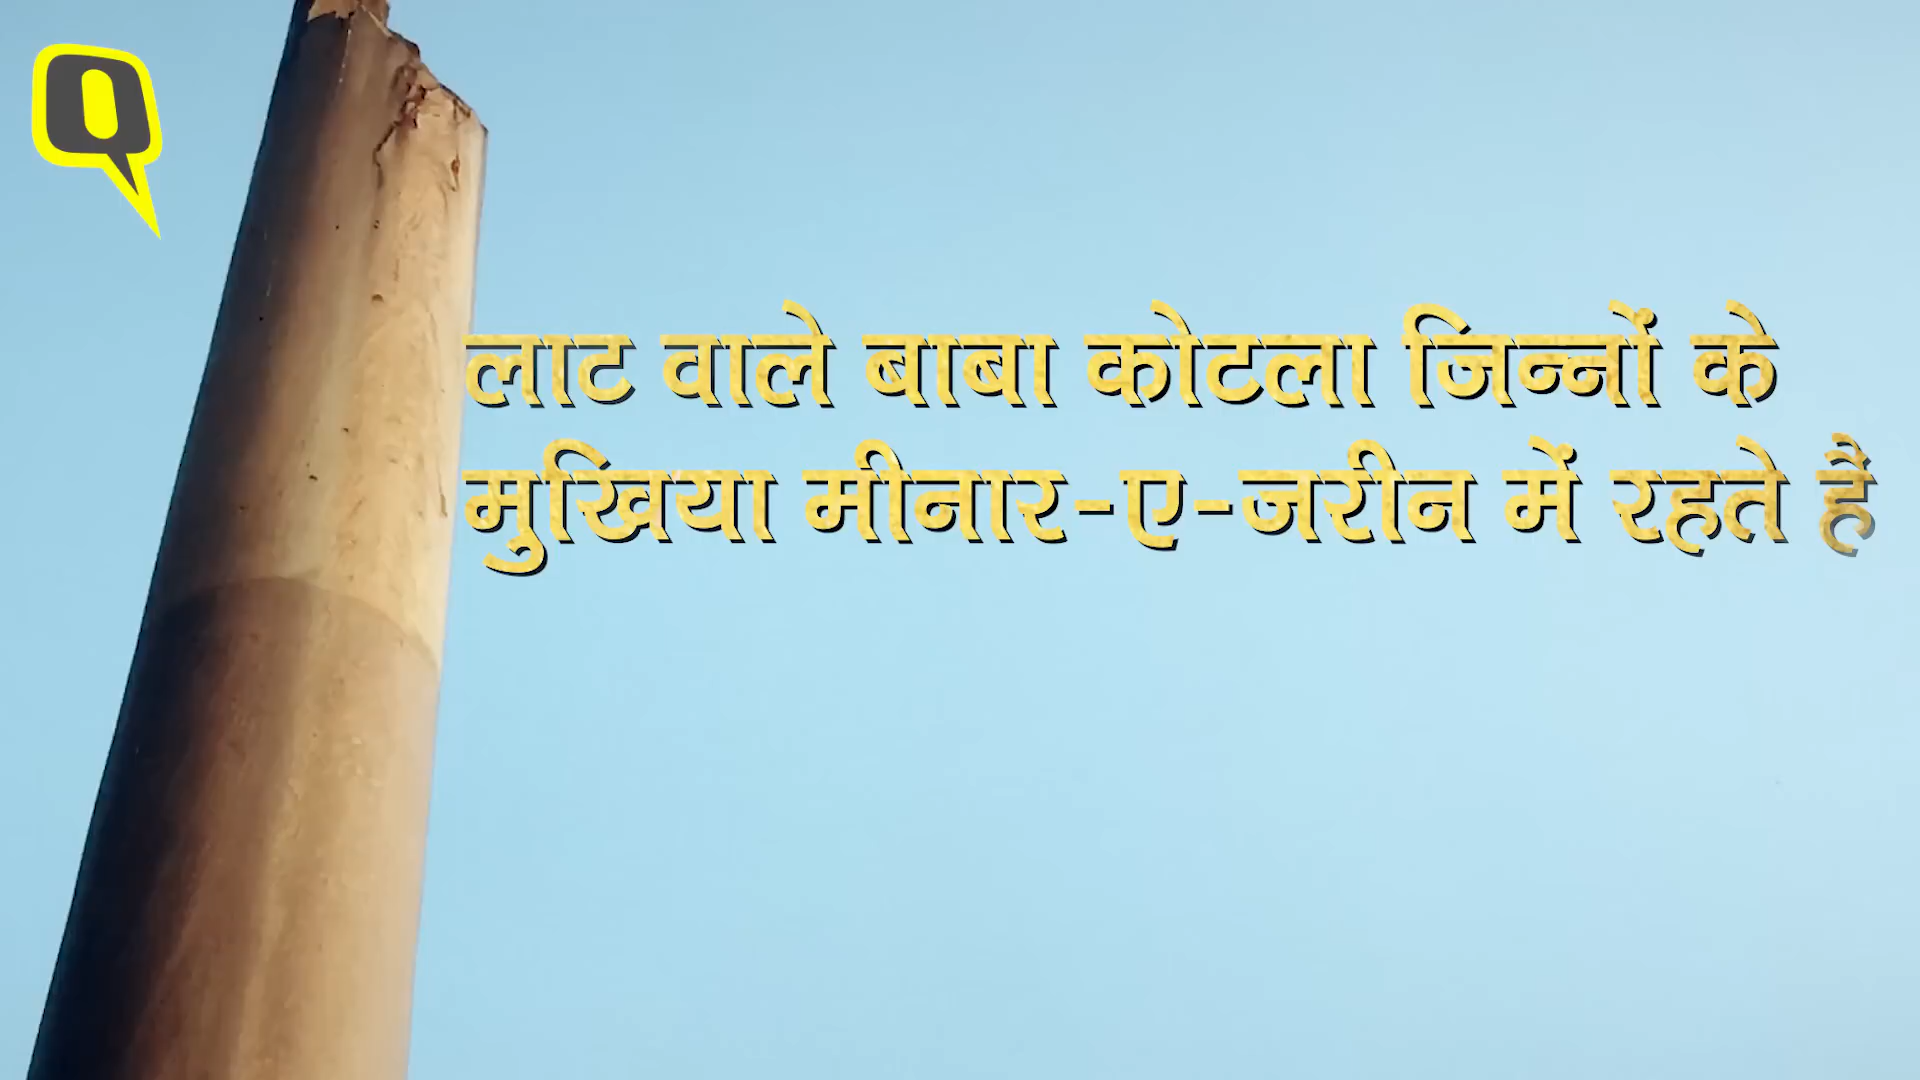 लाट वाले बाबा कोटला जिन्नों के
मुखिया मीनार-ए-जरीन में रहते हैं